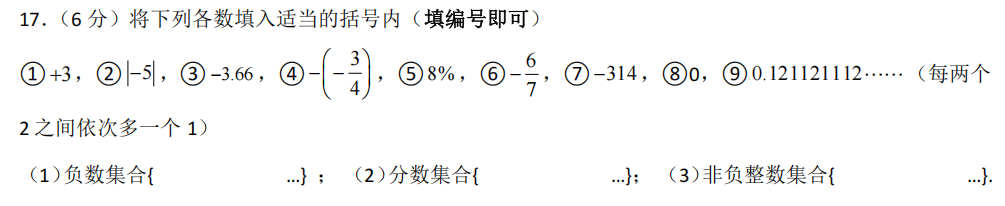 17.（6 分）将下列各数填入适当的括号内（填编号即可）
①+3，②|−5|，③−3.66，④−(−3/4)，⑤8%，⑥−6/7，⑦−314，⑧0，⑨0.121121112……（每两个
2 之间依次多一个 1）
（1）负数集合{ …}；（2）分数集合{ …}；（3）非负整数集合{ …}.